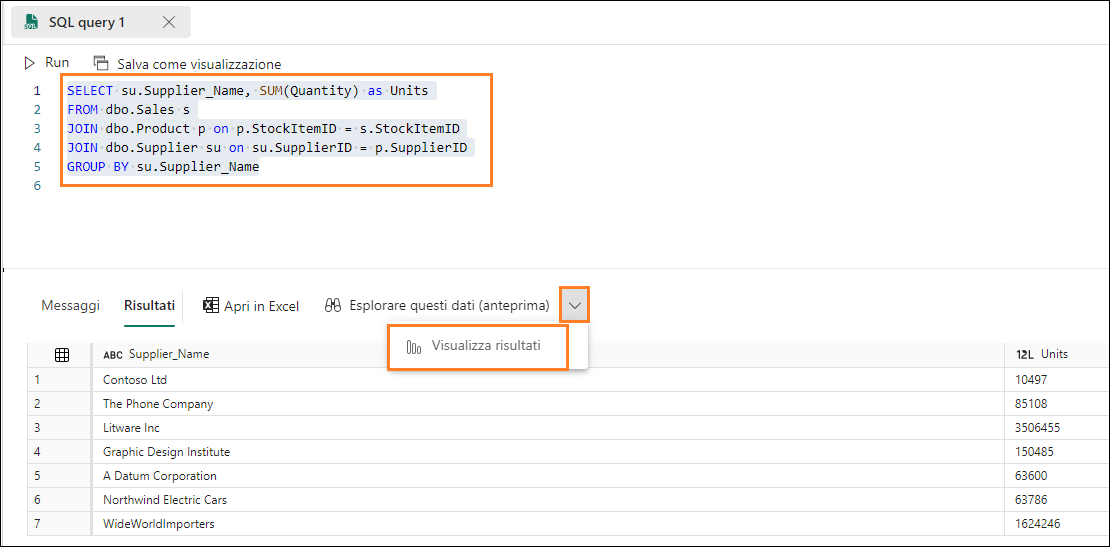 SQL query 1
Run Salva come visualizzazione
1 SELECT su.Supplier_Name, SUM(Quantity) as Units
2 FROM dbo.Sales s
3 JOIN dbo.Product p on p.StockItemID = s.StockItemID
4 JOIN dbo.Supplier su on su.SupplierID = p.SupplierID
5 GROUP BY su.Supplier_Name
6
Messaggi Risultati Apri in Excel Esplorare questi dati (anteprima)
Visualizza risultati
ABC Supplier_Name 12L Units
1 Contoso Ltd 10497
2 The Phone Company 85108
3 Litware Inc 3506455
4 Graphic Design Institute 150485
5 A Datum Corporation 63600
6 Northwind Electric Cars 63786
7 WideWorldImporters 1624246